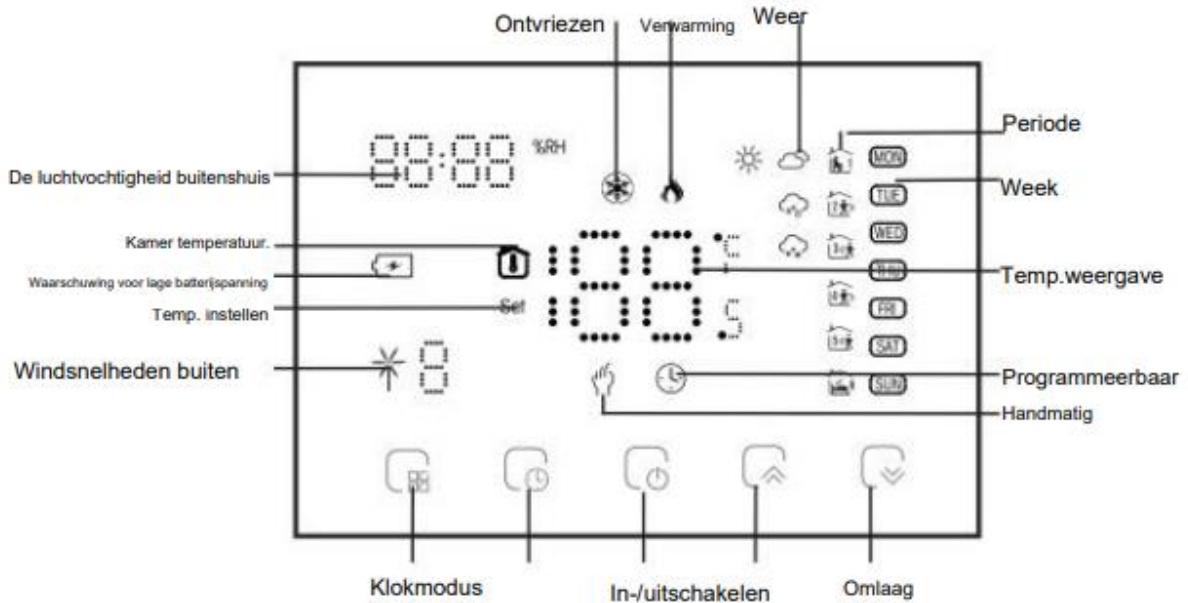 Ontvriezen
Verwarming
Weer
Periode
%RH
MON
De luchtvochtigheid buitenshuis
TUE
Week
Kamer temperatuur.
WED
Waarschuwing voor lage batterijspanning
THU
Temp.weergave
Temp. instellen
Set
FRI
SAT
Windsnelheden buiten
Programmeerbaar
SUN
Handmatig
Klokmodus
In-/uitschakelen
Omlaag